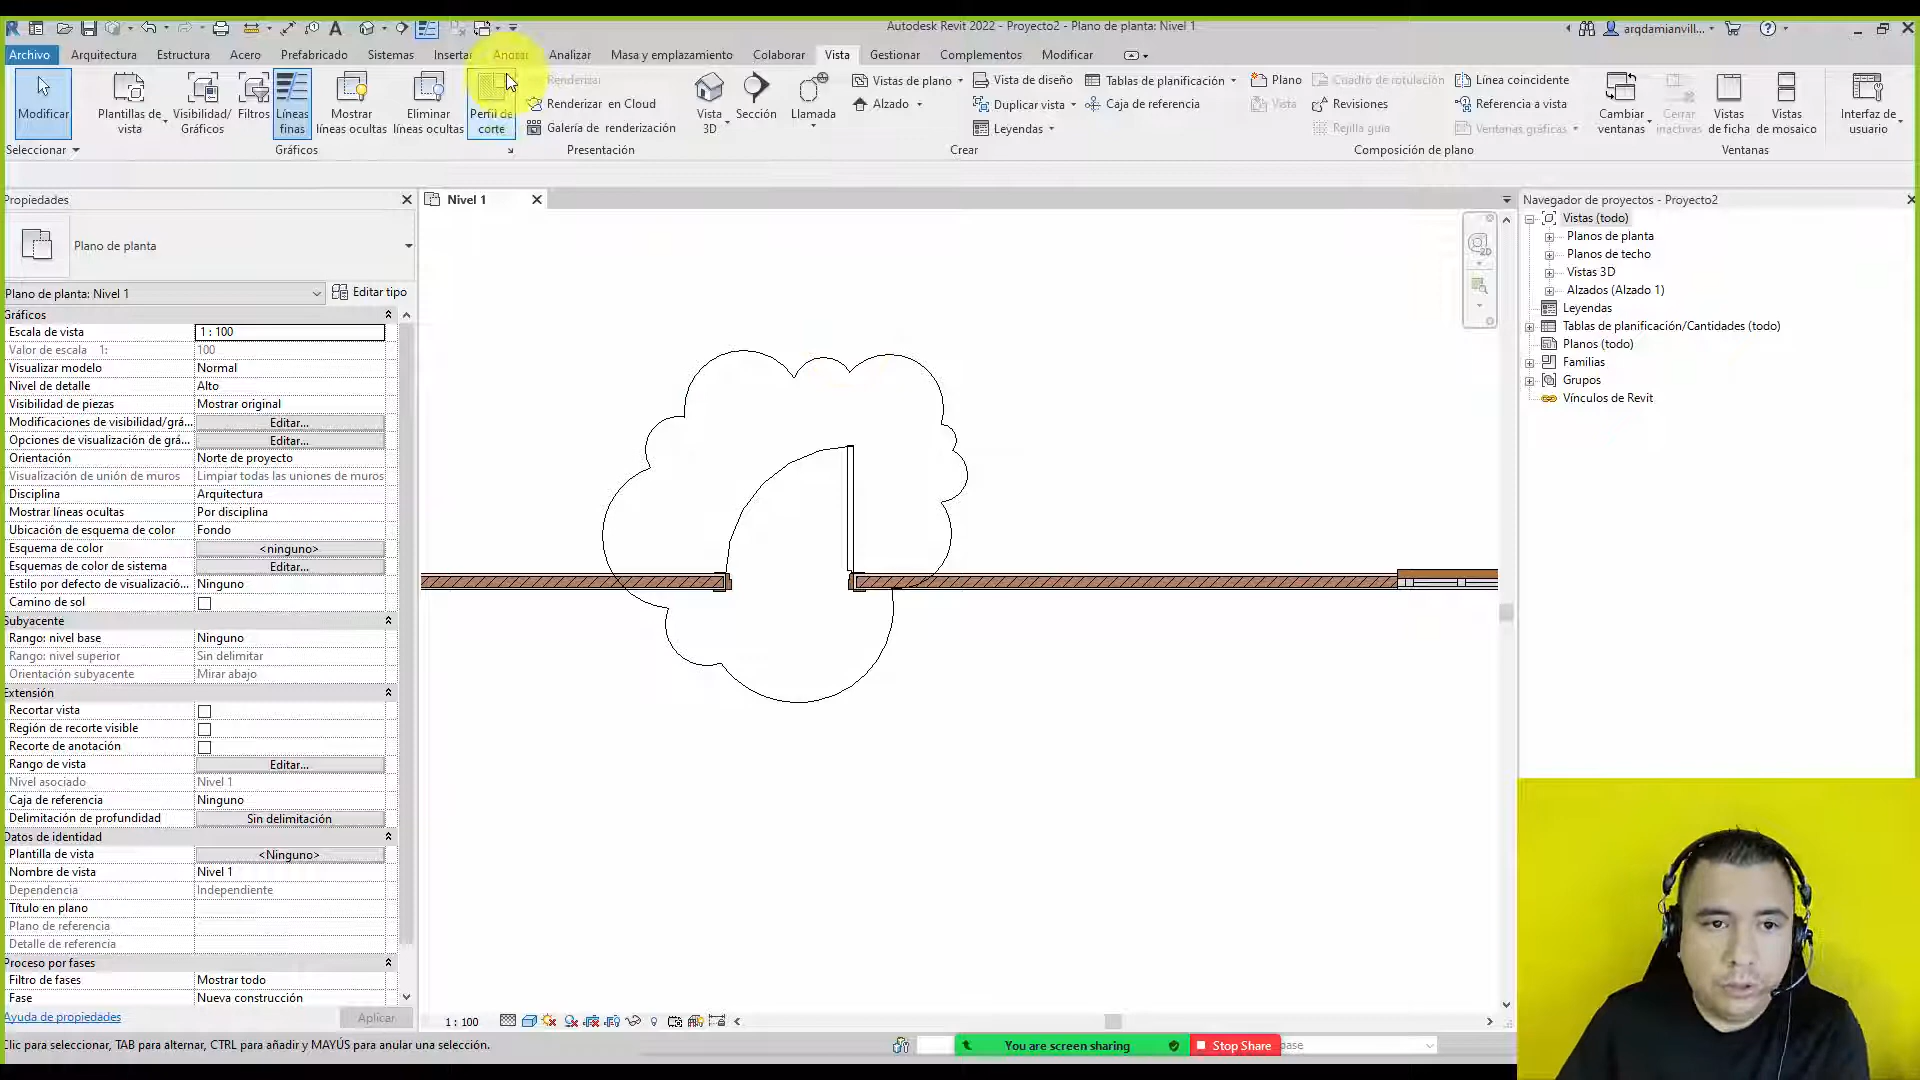 Autodesk Revit 2022 - Proyecto2 - Plano de planta: Nivel 1
arqdamianvill...
Archivo Arquitectura Estructura Acero Prefabricado Sistemas Insertar Anotar Analizar Masa y emplazamiento Colaborar Vista Gestionar Complementos Modificar
Modificar
Plantillas de vista
Visibilidad/ Gráficos
Filtros
Líneas finas
Mostrar líneas ocultas
Eliminar líneas ocultas
Perfil de corte
Renderizar
Renderizar en Cloud
Galería de renderización
Vista 3D
Sección
Llamada
Vistas de plano
Alzado
Vista de diseño
Duplicar vista
Leyendas
Tablas de planificación
Caja de referencia
Plano
Vista
Cuadro de rotulación
Revisiones
Rejilla guía
Línea coincidente
Referencia a vista
Ventanas gráficas
Cambiar ventanas
Cerrar inactivas
Vistas de ficha
Vistas de mosaico
Interfaz de usuario
Seleccionar Gráficos Presentación Crear Composición de plano Ventanas
Propiedades
Plano de planta
Plano de planta: Nivel 1 Editar tipo
Gráficos
Escala de vista 1 : 100
Valor de escala 1: 100
Visualizar modelo Normal
Nivel de detalle Alto
Visibilidad de piezas Mostrar original
Modificaciones de visibilidad/grá... Editar...
Opciones de visualización de grá... Editar...
Orientación Norte de proyecto
Visualización de unión de muros Limpiar todas las uniones de muros
Disciplina Arquitectura
Mostrar líneas ocultas Por disciplina
Ubicación de esquema de color Fondo
Esquema de color <ninguno>
Esquemas de color de sistema Editar...
Estilo por defecto de visualizació... Ninguno
Camino de sol
Subyacente
Rango: nivel base Ninguno
Rango: nivel superior Sin delimitar
Orientación subyacente Mirar abajo
Extensión
Recortar vista
Región de recorte visible
Recorte de anotación
Rango de vista Editar...
Nivel asociado Nivel 1
Caja de referencia Ninguno
Delimitación de profundidad Sin delimitación
Datos de identidad
Plantilla de vista <Ninguno>
Nombre de vista Nivel 1
Dependencia Independiente
Título en plano
Plano de referencia
Detalle de referencia
Proceso por fases
Filtro de fases Mostrar todo
Fase Nueva construcción
Ayuda de propiedades Aplicar
Nivel 1
2D
1 : 100
Navegador de proyectos - Proyecto2
Vistas (todo)
Planos de planta
Planos de techo
Vistas 3D
Alzados (Alzado 1)
Leyendas
Tablas de planificación/Cantidades (todo)
Planos (todo)
Familias
Grupos
Vínculos de Revit
Clic para seleccionar, TAB para alternar, CTRL para añadir y MAYÚS para anular una selección.
You are screen sharing Stop Share